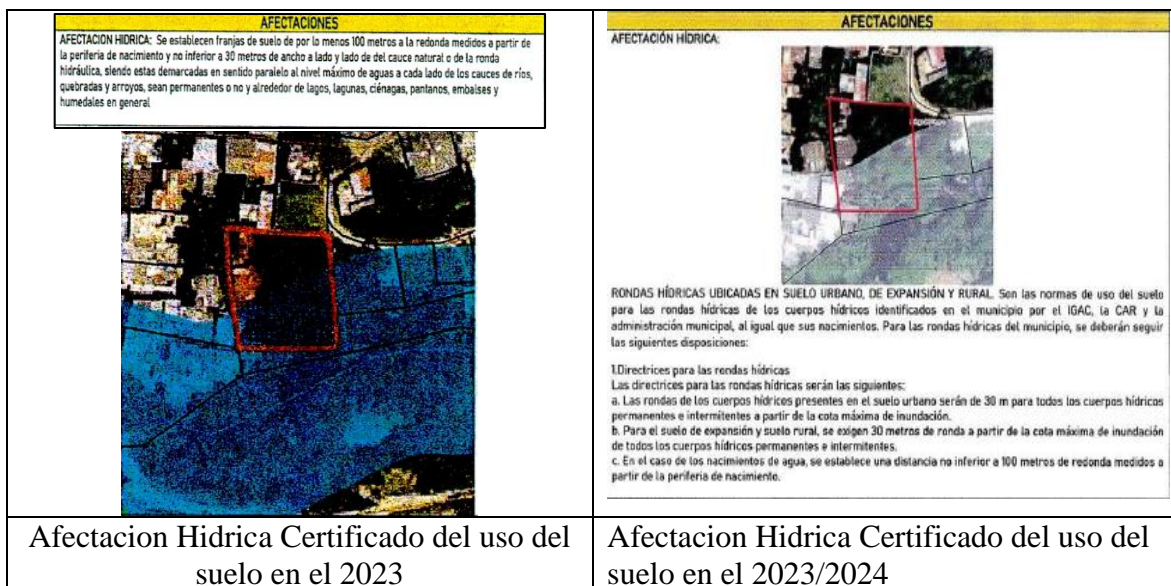 AFECTACIONES
AFECTACION HIDRICA: Se establecen franjas de suelo de por lo menos 100 metros a la redonda medidos a partir de
la periferia de nacimiento y no inferior a 30 metros de ancho a lado y lado de del cauce natural o de la ronda
hidráulica, siendo estas demarcadas en sentido paralelo al nivel máximo de aguas a cada lado de los cauces de ríos,
quebradas y arroyos, sean permanentes o no y alrededor de lagos, lagunas, ciénagas, pantanos, embalses y
humedales en general
Afectacion Hidrica Certificado del uso del
suelo en el 2023
AFECTACIONES
AFECTACIÓN HÍDRICA:
RONDAS HÍDRICAS UBICADAS EN SUELO URBANO, DE EXPANSIÓN Y RURAL. Son las normas de uso del suelo
para las rondas hídricas de los cuerpos hídricos identificados en el municipio por el IGAC, la CAR y la
administración municipal, al igual que sus nacimientos. Para las rondas hídricas del municipio, se deberán seguir
las siguientes disposiciones:
1.Directrices para las rondas hídricas
Las directrices para las rondas hídricas serán las siguientes:
a. Las rondas de los cuerpos hídricos presentes en el suelo urbano serán de 30 m para todos los cuerpos hídricos
permanentes e intermitentes a partir de la cota máxima de inundación.
b. Para el suelo de expansión y suelo rural, se exigen 30 metros de ronda a partir de la cota máxima de inundación
de todos los cuerpos hídricos permanentes e intermitentes.
c. En el caso de los nacimientos de agua, se establece una distancia no inferior a 100 metros de redonda medidos a
partir de la periferia de nacimiento.
Afectacion Hidrica Certificado del uso del
suelo en el 2023/2024